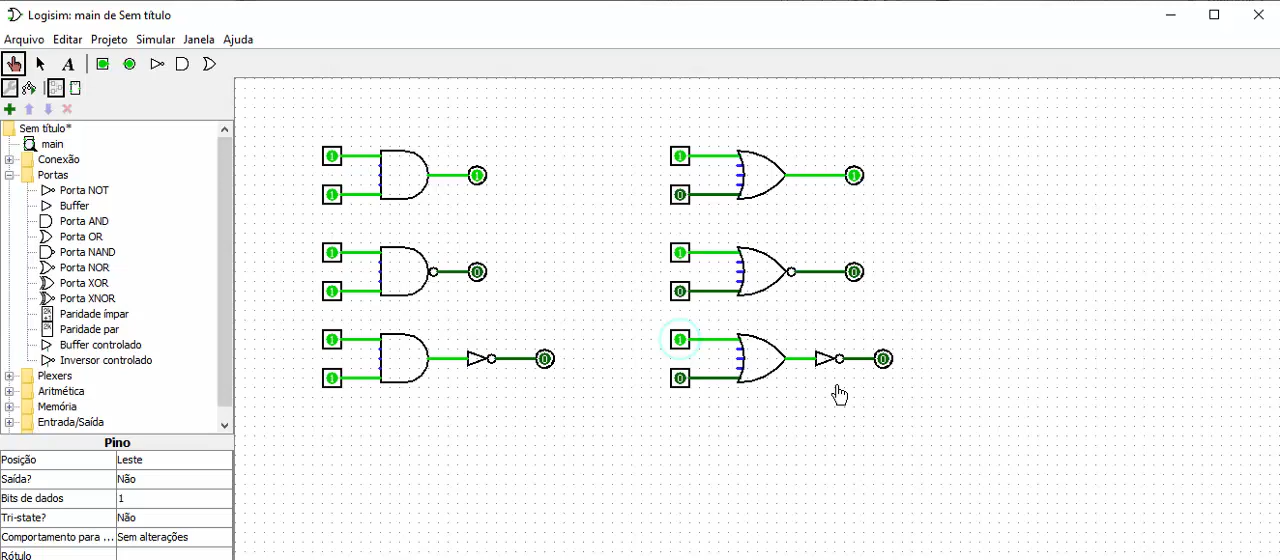 Logisim: main de Sem título
Arquivo Editar Projeto Simular Janela Ajuda
A
Sem título*
main
Conexão
Portas
Porta NOT
Buffer
Porta AND
Porta OR
Porta NAND
Porta NOR
Porta XOR
Porta XNOR
Paridade ímpar
Paridade par
Buffer controlado
Inversor controlado
Plexers
Aritmética
Memória
Entrada/Saída
Pino
Posição Leste
Saída? Não
Bits de dados 1
Tri-state? Não
Comportamento para ... Sem alterações
Rótulo
1 1
1 1
1 0
1 1
0 0
1 0
1 1
0 0
1 0